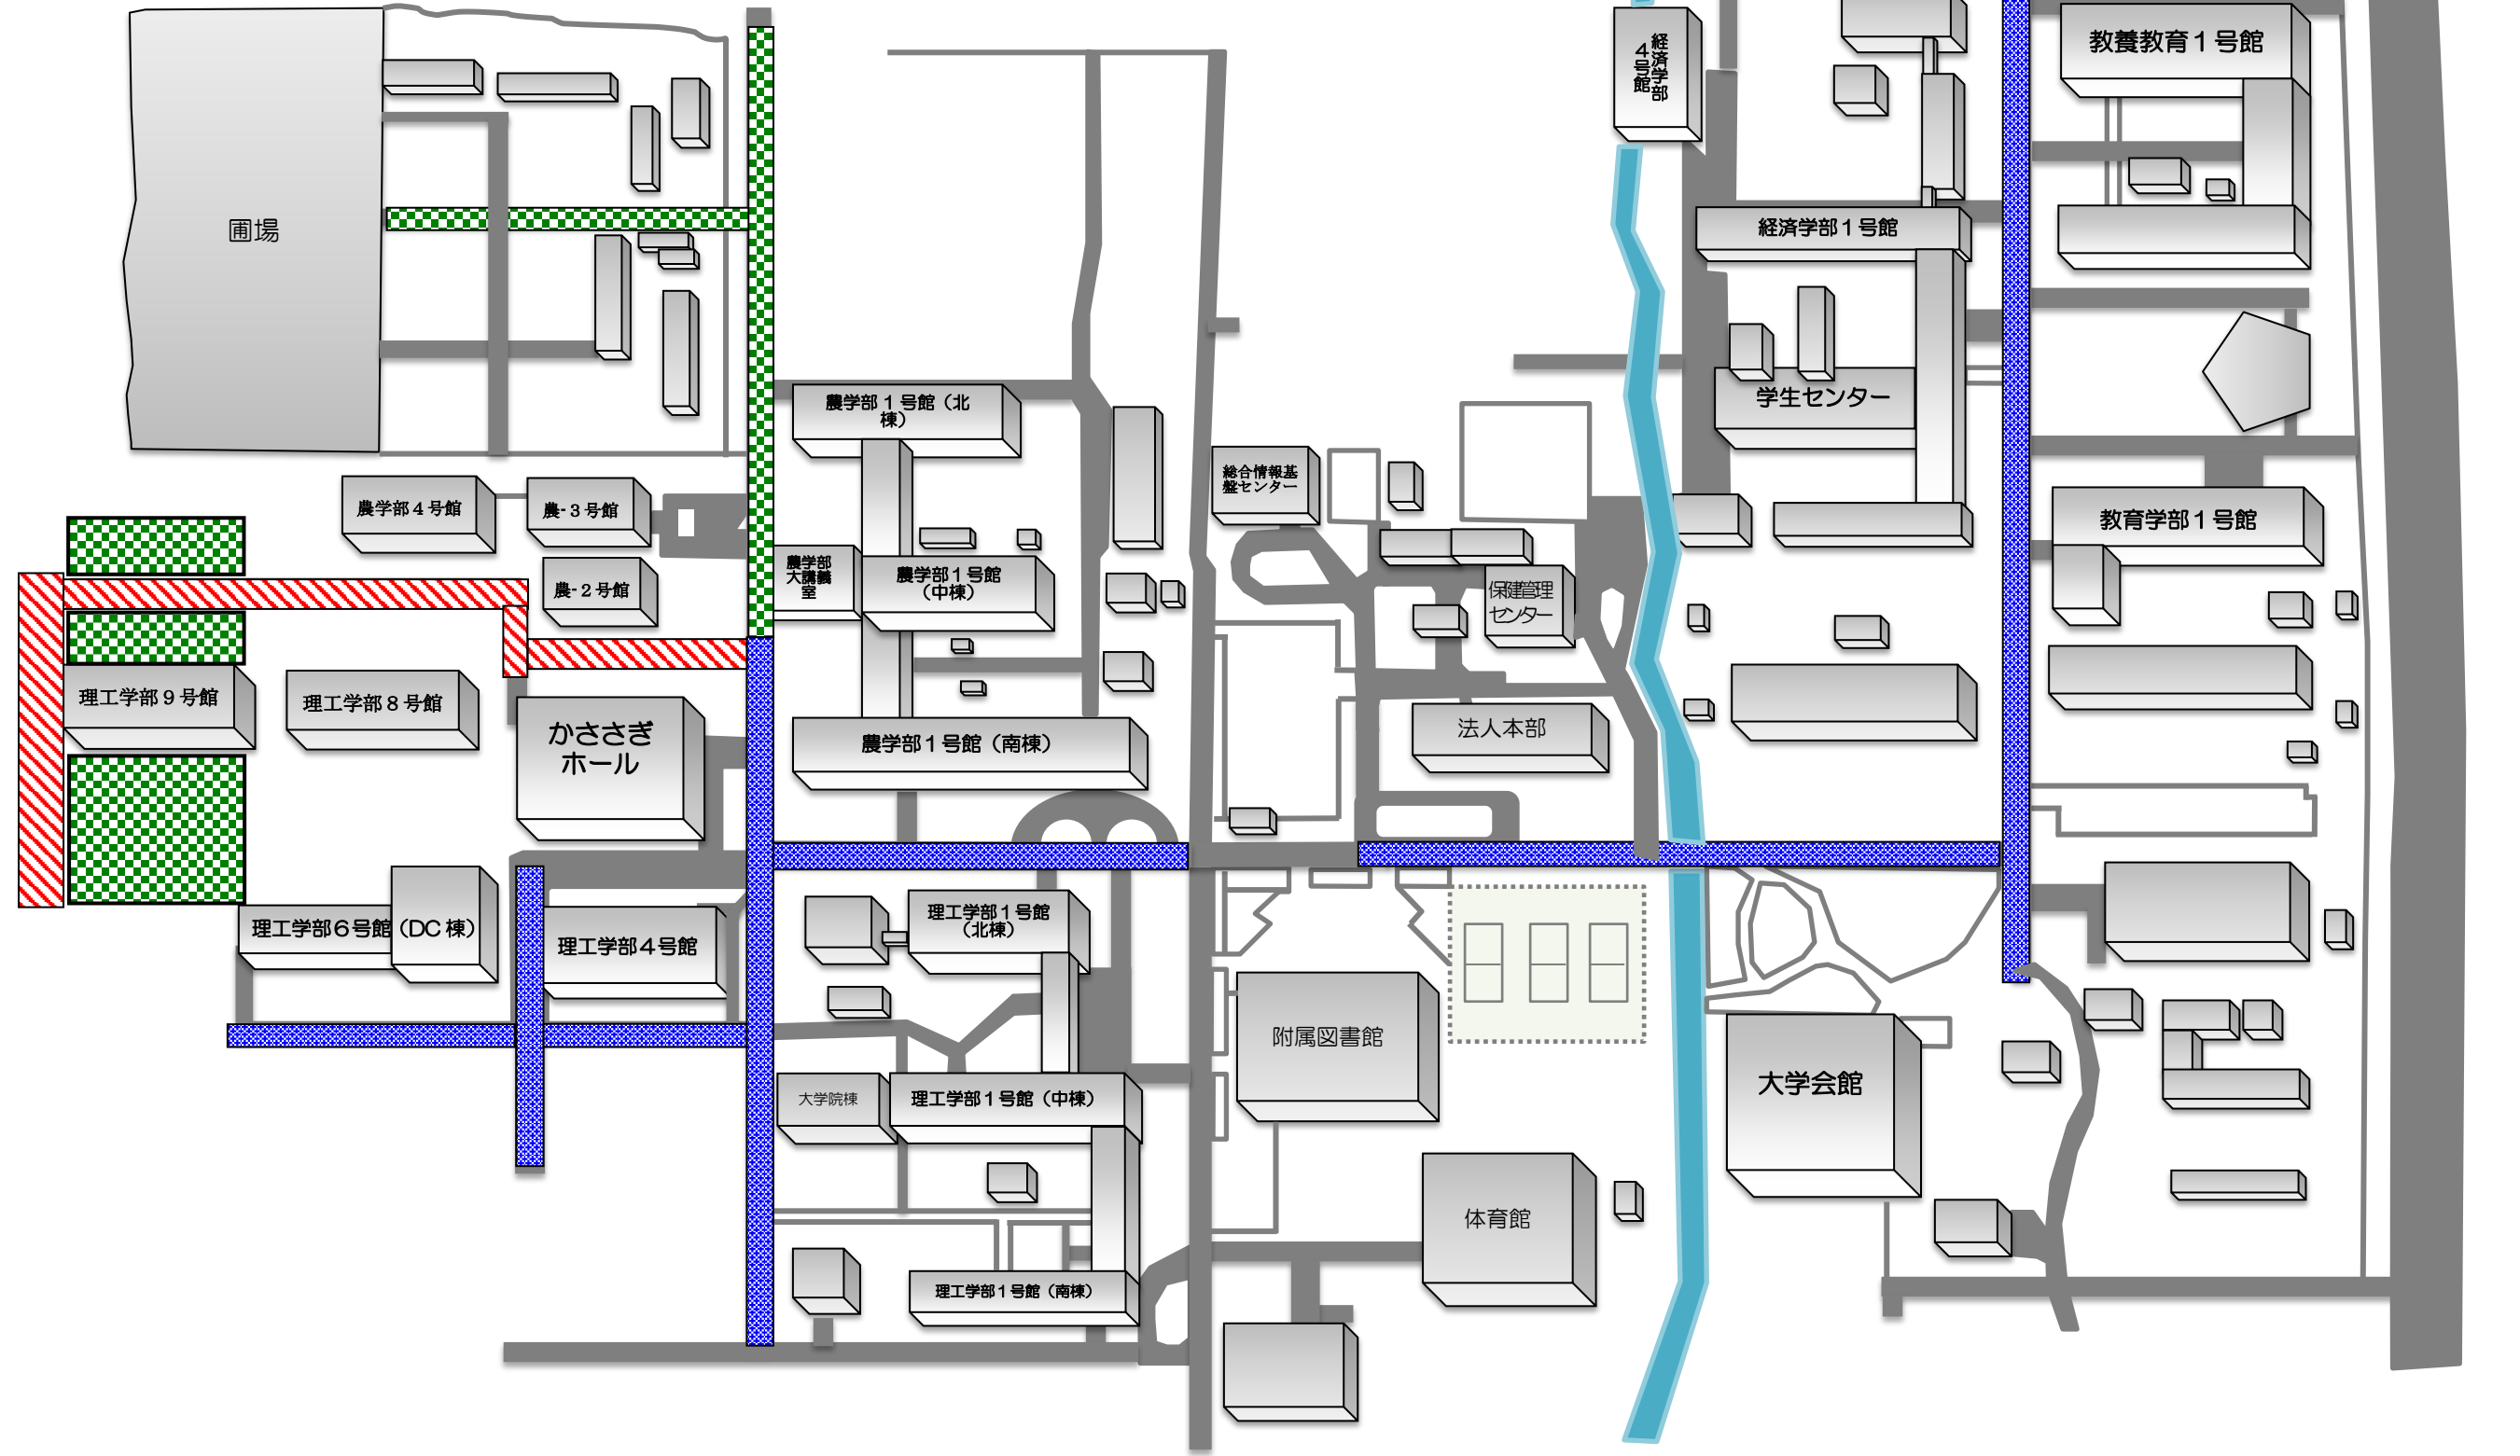 経済学部
４号館
教養教育１号館
圃場
経済学部１号館
学生センター
農学部１号館（北
棟）
総合情報基
盤センター
農学部４号館
農-３号館
教育学部１号館
農学部
大講義
室
農学部１号館
（中棟）
農-２号館
保健管理
センター
理工学部９号館
理工学部８号館
かささぎ
ホール
農学部１号館（南棟）
法人本部
理工学部６号館
（DC 棟）
理工学部４号館
理工学部１号館
（北棟）
附属図書館
大学会館
大学院棟
理工学部１号館（中棟）
体育館
理工学部１号館（南棟）